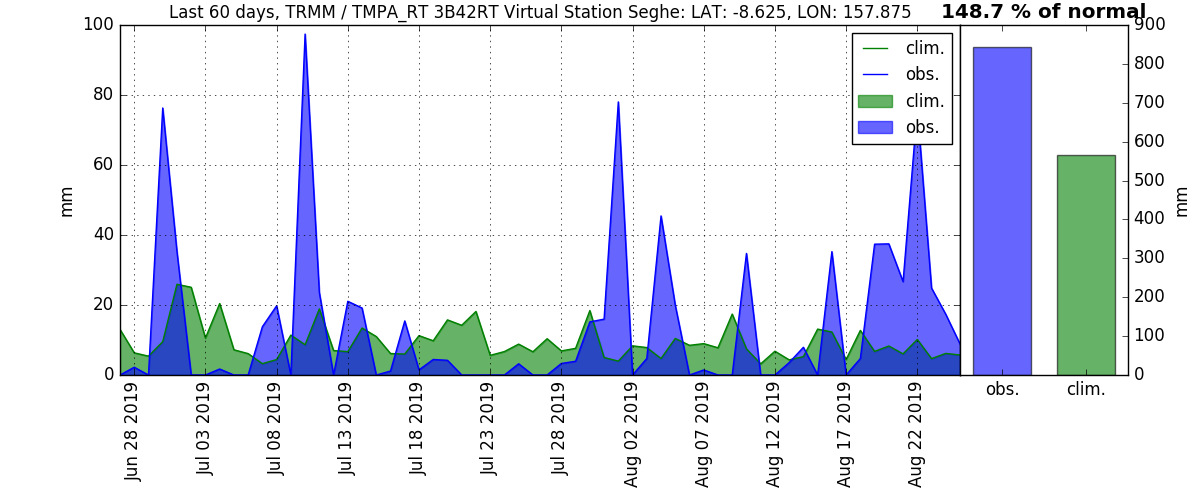 Last 60 days, TRMM / TMPA_RT 3B42RT Virtual Station Seghe: LAT: -8.625, LON: 157.875
148.7 % of normal
100
80
60
40
20
0
mm
clim.
obs.
clim.
obs.
Jun 28 2019
Jul 03 2019
Jul 08 2019
Jul 13 2019
Jul 18 2019
Jul 23 2019
Jul 28 2019
Aug 02 2019
Aug 07 2019
Aug 12 2019
Aug 17 2019
Aug 22 2019
900
800
700
600
500
400
300
200
100
0
mm
obs.
clim.